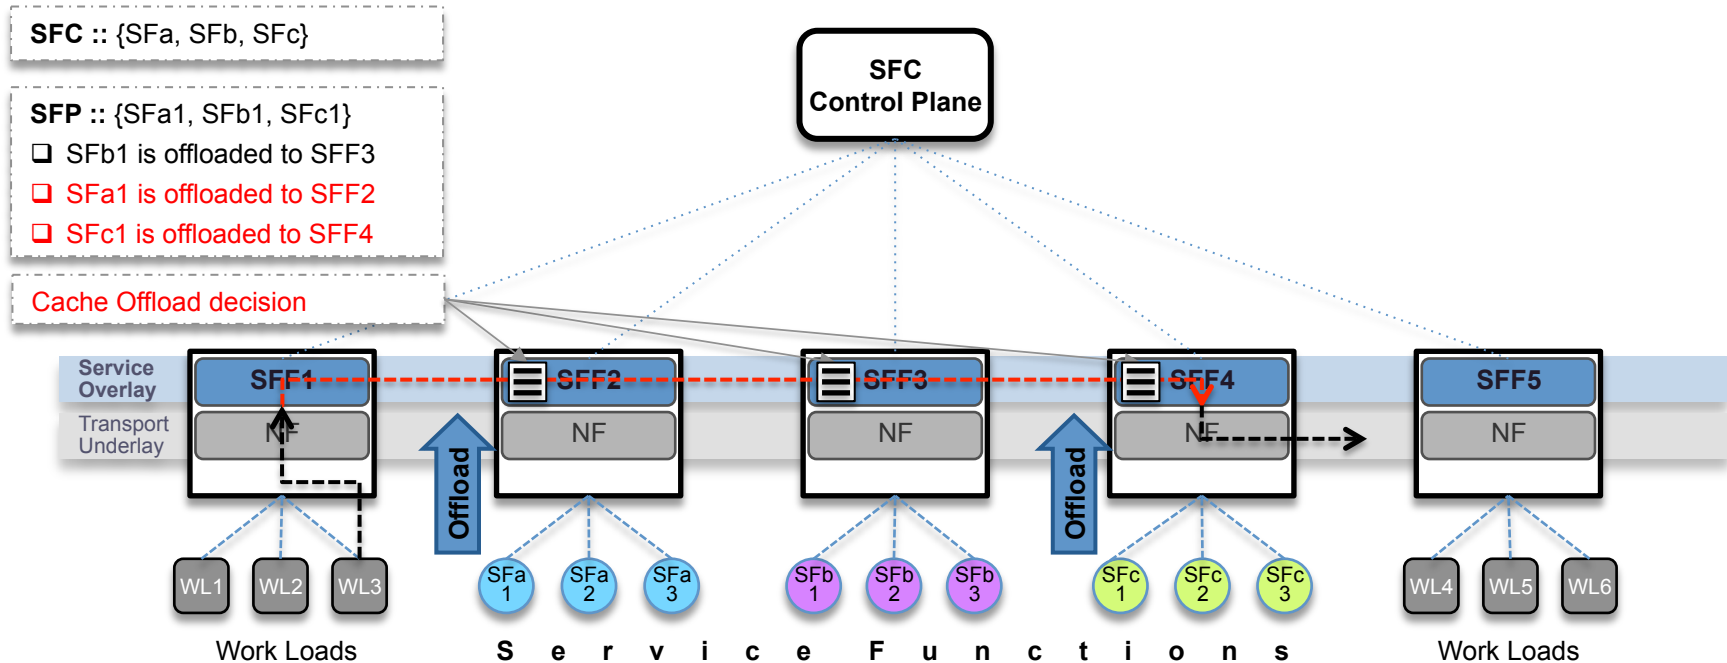 SFC :: {SFa, SFb, SFc}
SFP :: {SFa1, SFb1, SFc1}
SFb1 is offloaded to SFF3
SFa1 is offloaded to SFF2
SFc1 is offloaded to SFF4
Cache Offload decision
SFC
Control Plane
Service
Overlay
SFF1
SFF2
SFF3
SFF4
SFF5
Transport
Underlay
NF
NF
NF
NF
NF
Offload
Offload
WL1
WL2
WL3
SFa
1
SFa
2
SFa
3
SFb
1
SFb
2
SFb
3
SFc
1
SFc
2
SFc
3
WL4
WL5
WL6
Work Loads
Service Functions
Work Loads